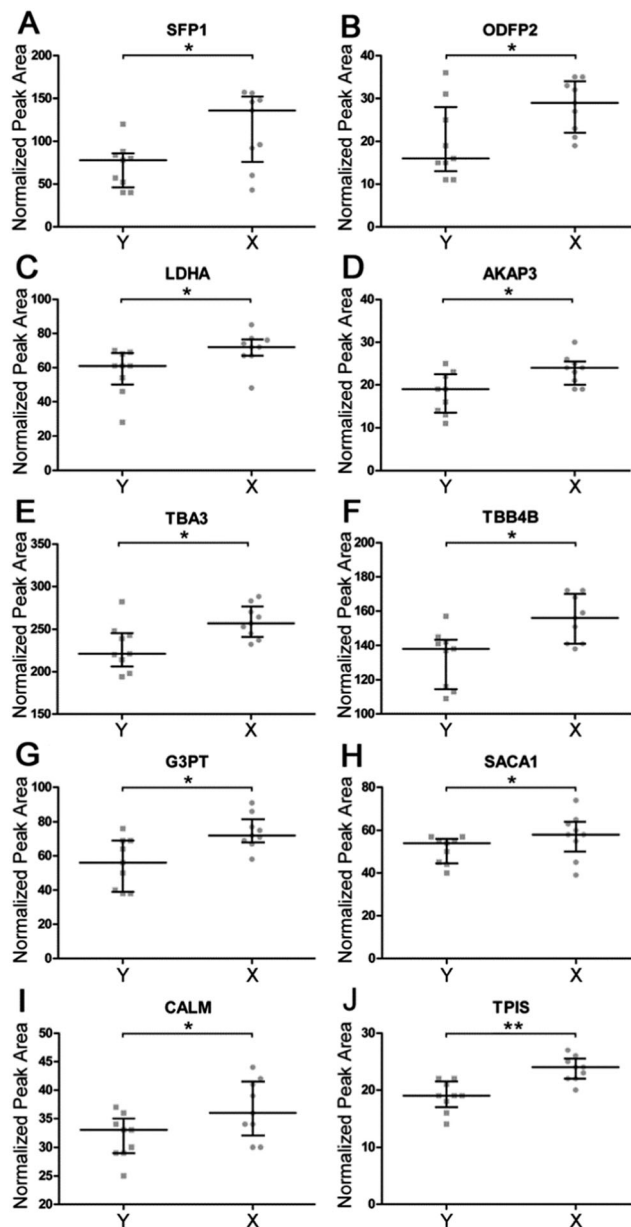 A SFP1 B ODFP2
* *
200 40
150 30
100 20
50 10
0 0
Normalized Peak Area Normalized Peak Area
Y X Y X
C LDHA D AKAP3
* *
100 40
80 30
60 20
40 10
20
0 0
Normalized Peak Area Normalized Peak Area
Y X Y X
E TBA3 F TBB4B
* *
350 200
300 180
250 160
200 140
120
150 100
Normalized Peak Area Normalized Peak Area
Y X Y X
G G3PT H SACA1
* *
100 80
80 60
60 40
40 20
20
0 0
Normalized Peak Area Normalized Peak Area
Y X Y X
I CALM J TPIS
* **
50 30
45 20
40 10
35
30
25
20 0
Normalized Peak Area Normalized Peak Area
Y X Y X